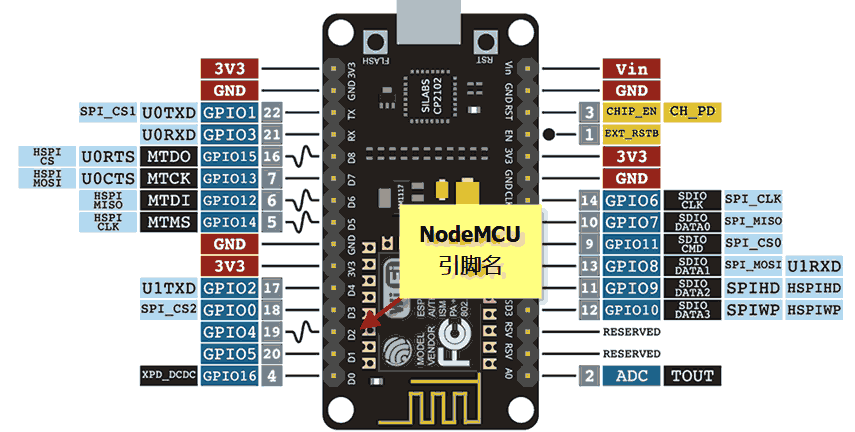 FLASH
RST
SILABS
CP2102
3V3 3V3 Vin Vin
GND GND GND GND
SPI_CS1 U0TXD GPIO1 22 TX RST 3 CHIP_EN CH_PD
U0RXD GPIO3 21 RX EN 1 EXT_RSTB
HSPI CS U0RTS MTDO GPIO15 16 D8 3V3 3V3
HSPI MOSI U0CTS MTCK GPIO13 7 D7 GND GND
HSPI MISO MTDI GPIO12 6 D6 CLK 14 GPIO6 SDIO CLK SPI_CLK
HSPI CLK MTMS GPIO14 5 D5 10 GPIO7 SDIO DATA0 SPI_MISO
GND GND 9 GPIO11 SDIO CMD SPI_CS0
3V3 3V3 13 GPIO8 SDIO DATA1 SPI_MOSI U1RXD
U1TXD GPIO2 17 D4 11 GPIO9 SDIO DATA2 SPIHD HSPIHD
SPI_CS2 GPIO0 18 D3 SD3 12 GPIO10 SDIO DATA3 SPIWP HSPIWP
GPIO4 19 D2 RSV RESERVED
GPIO5 20 D1 RSV RESERVED
XPD_DCDC GPIO16 4 D0 A0 2 ADC TOUT
NodeMCU
引脚名
MODEL
VENDOR
ISM
PA+
802
FC